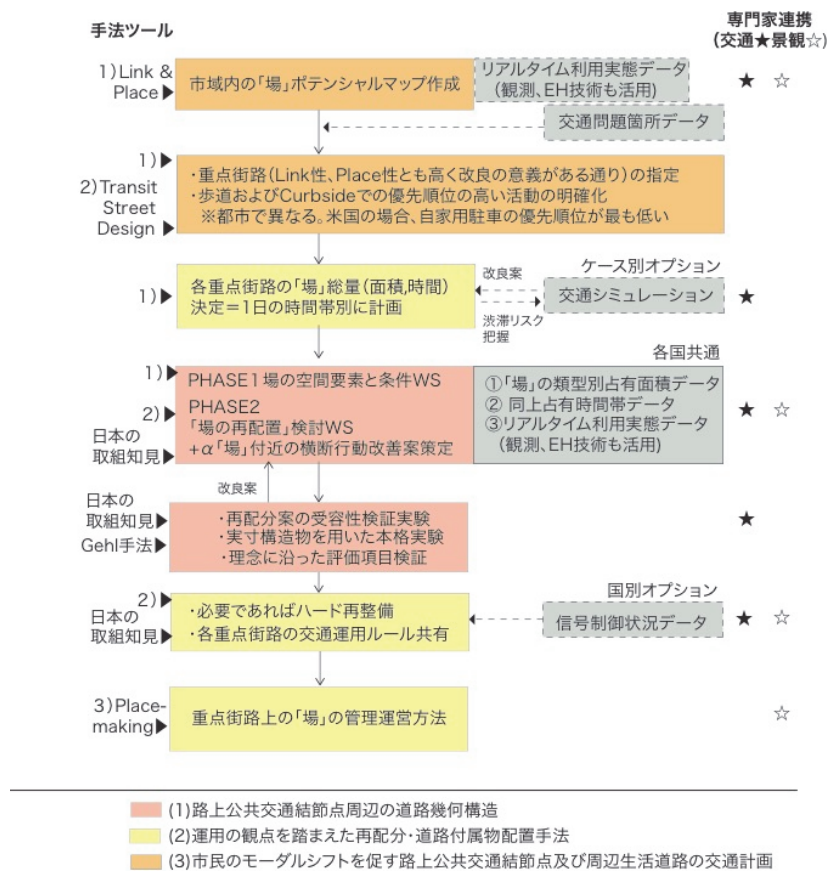 手法ツール
専門家連携
(交通★景観☆)
1)Link &
Place▶
市域内の「場」ポテンシャルマップ作成
リアルタイム利用実態データ
(観測、EH技術も活用)
★ ☆
交通問題箇所データ
1)▶
2)Transit
Street
Design▶
・重点街路(Link性、Place性とも高く改良の意義がある通り)の指定
・歩道およびCurbsideでの優先順位の高い活動の明確化
※都市で異なる。米国の場合、自家用駐車の優先順位が最も低い
ケース別オプション
1)▶
各重点街路の「場」総量(面積,時間)
決定=1日の時間帯別に計画
改良案
渋滞リスク
把握
交通シミュレーション
★
各国共通
1)▶
2)▶
日本の
取組知見▶
PHASE1場の空間要素と条件WS
PHASE2
「場の再配置」検討WS
+α「場」付近の横断行動改善案策定
①「場」の類型別占有面積データ
② 同上占有時間帯データ
③リアルタイム利用実態データ
(観測、EH技術も活用)
★ ☆
改良案
日本の
取組知見▶
Gehl手法▶
・再配分案の受容性検証実験
・実寸構造物を用いた本格実験
・理念に沿った評価項目検証
★
国別オプション
2)▶
日本の
取組知見▶
・必要であればハード再整備
・各重点街路の交通運用ルール共有
信号制御状況データ
★ ☆
3)Place-
making▶
重点街路上の「場」の管理運営方法
☆
(1)路上公共交通結節点周辺の道路幾何構造
(2)運用の観点を踏まえた再配分・道路付属物配置手法
(3)市民のモーダルシフトを促す路上公共交通結節点及び周辺生活道路の交通計画